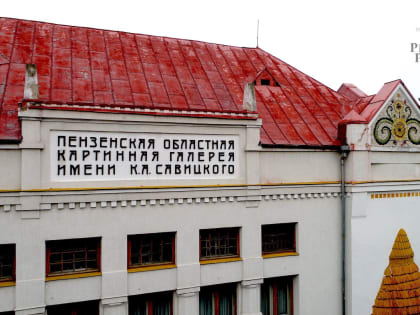 ПЕНЗЕНСКАЯ ОБЛАСТНАЯ
КАРТИННАЯ ГАЛЕРЕЯ
ИМЕНИ К.А. САВИЦКОГО